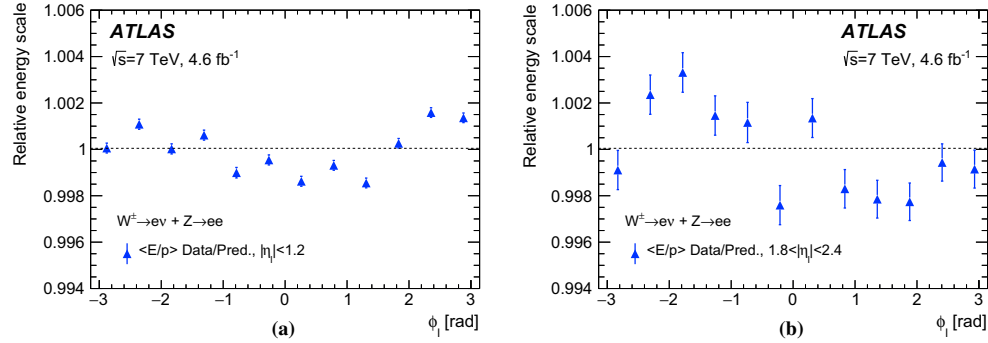 Relative energy scale
1.006
1.004
1.002
1
0.998
0.996
0.994
ATLAS
√s=7 TeV, 4.6 fb⁻¹
W±→eν + Z→ee
<E/p> Data/Pred., |ηl|<1.2
−3 −2 −1 0 1 2 3
ϕl [rad]
(a)
Relative energy scale
1.006
1.004
1.002
1
0.998
0.996
0.994
ATLAS
√s=7 TeV, 4.6 fb⁻¹
W±→eν + Z→ee
<E/p> Data/Pred., 1.8<|ηl|<2.4
−3 −2 −1 0 1 2 3
ϕl [rad]
(b)